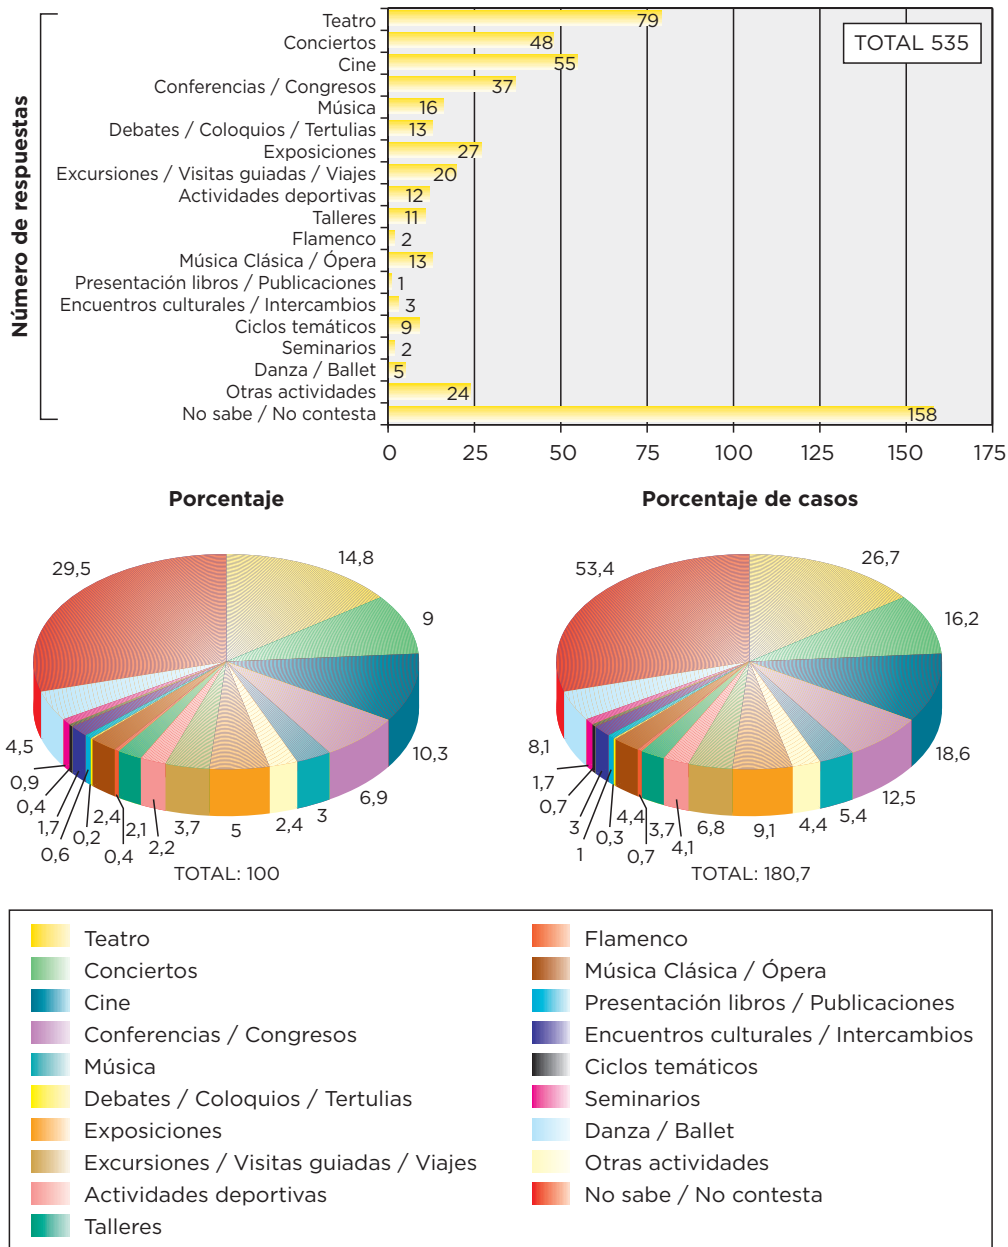 Número de respuestas
Teatro 79
TOTAL 535
Conciertos 48
Cine 55
Conferencias / Congresos 37
Música 16
Debates / Coloquios / Tertulias 13
Exposiciones 27
Excursiones / Visitas guiadas / Viajes 20
Actividades deportivas 12
Talleres 11
Flamenco 2
Música Clásica / Ópera 13
Presentación libros / Publicaciones 1
Encuentros culturales / Intercambios 3
Ciclos temáticos 9
Seminarios 2
Danza / Ballet 5
Otras actividades 24
No sabe / No contesta 158
0 25 50 75 100 125 150 175
Porcentaje
29,5
14,8
9
10,3
6,9
3
2,4
5
3,7
2,2
2,1
0,4
2,4
0,2
0,6
1,7
0,4
0,9
4,5
TOTAL: 100
Porcentaje de casos
53,4
26,7
16,2
18,6
12,5
5,4
4,4
9,1
6,8
4,1
3,7
0,7
4,4
0,3
1
3
0,7
1,7
8,1
TOTAL: 180,7
Teatro
Conciertos
Cine
Conferencias / Congresos
Música
Debates / Coloquios / Tertulias
Exposiciones
Excursiones / Visitas guiadas / Viajes
Actividades deportivas
Talleres
Flamenco
Música Clásica / Ópera
Presentación libros / Publicaciones
Encuentros culturales / Intercambios
Ciclos temáticos
Seminarios
Danza / Ballet
Otras actividades
No sabe / No contesta